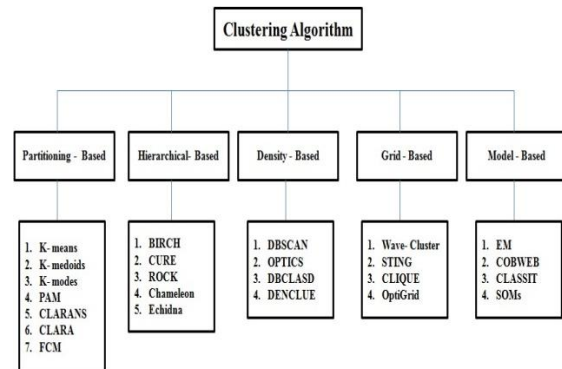 Clustering Algorithm
Partitioning - Based
Hierarchical- Based
Density - Based
Grid - Based
Model - Based
1. K- means
2. K- medoids
3. K- modes
4. PAM
5. CLARANS
6. CLARA
7. FCM
1. BIRCH
2. CURE
3. ROCK
4. Chameleon
5. Echidna
1. DBSCAN
2. OPTICS
3. DBCLASD
4. DENCLUE
1. Wave- Cluster
2. STING
3. CLIQUE
4. OptiGrid
1. EM
2. COBWEB
3. CLASSIT
4. SOMs